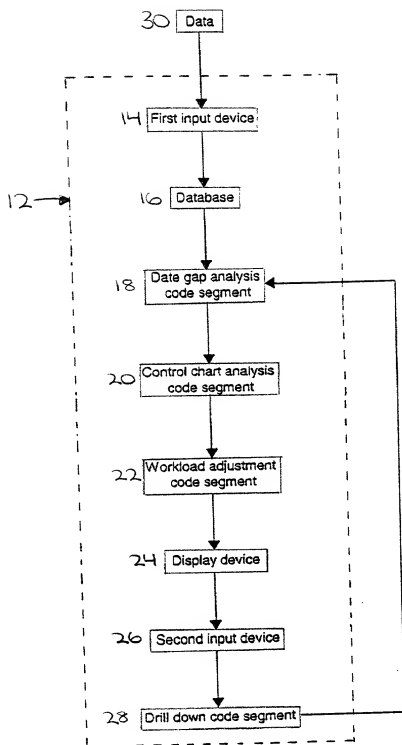 30 Data
14 First input device
12
16 Database
18 Date gap analysis
code segment
20 Control chart analysis
code segment
22 Workload adjustment
code segment
24 Display device
26 Second input device
28 Drill down code segment